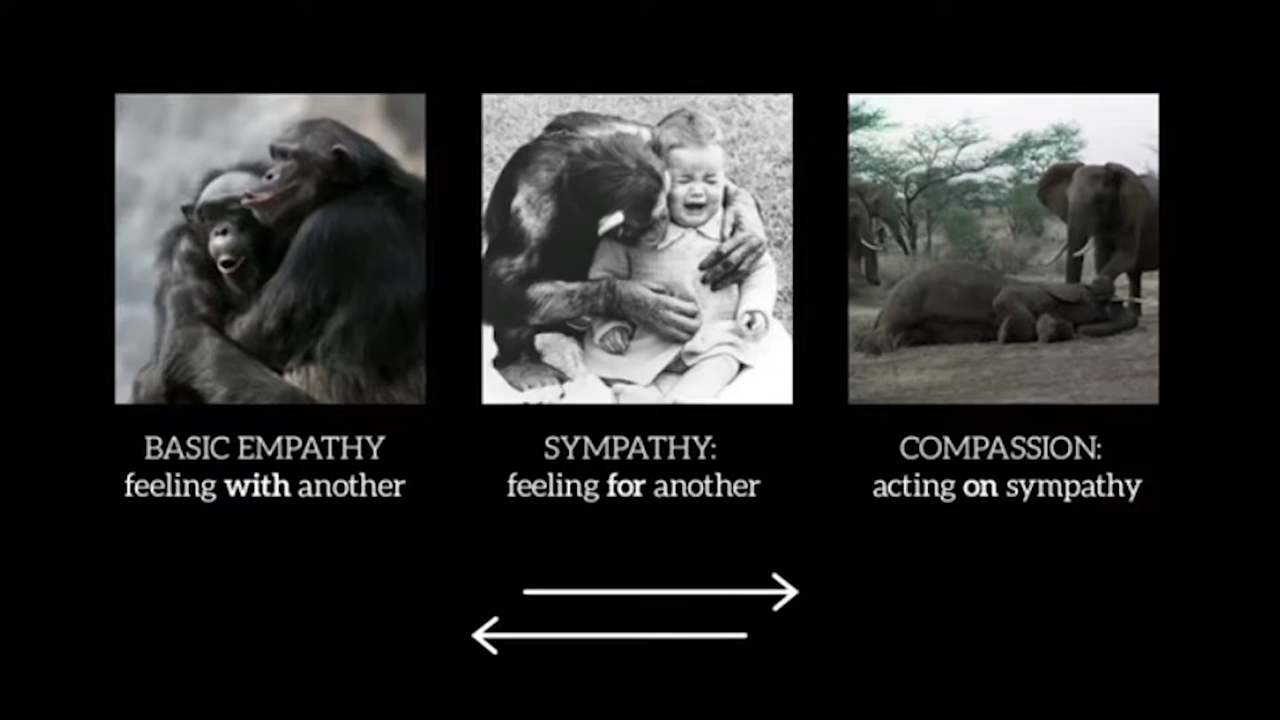 BASIC EMPATHY
feeling with another
SYMPATHY:
feeling for another
COMPASSION:
acting on sympathy